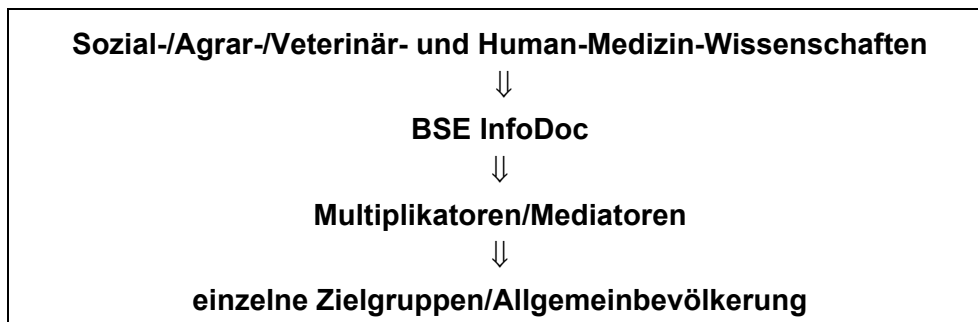 Sozial-/Agrar-/Veterinär- und Human-Medizin-Wissenschaften
⇓
BSE InfoDoc
⇓
Multiplikatoren/Mediatoren
⇓
einzelne Zielgruppen/Allgemeinbevölkerung